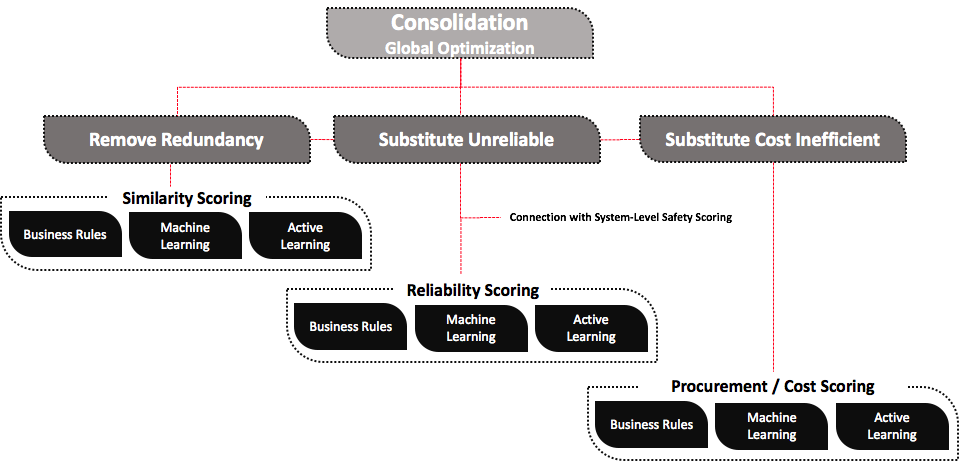 Consolidation
Global Optimization
Remove Redundancy
Substitute Unreliable
Substitute Cost Inefficient
Similarity Scoring
Business Rules
Machine
Learning
Active
Learning
Connection with System-Level Safety Scoring
Reliability Scoring
Business Rules
Machine
Learning
Active
Learning
Procurement / Cost Scoring
Business Rules
Machine
Learning
Active
Learning